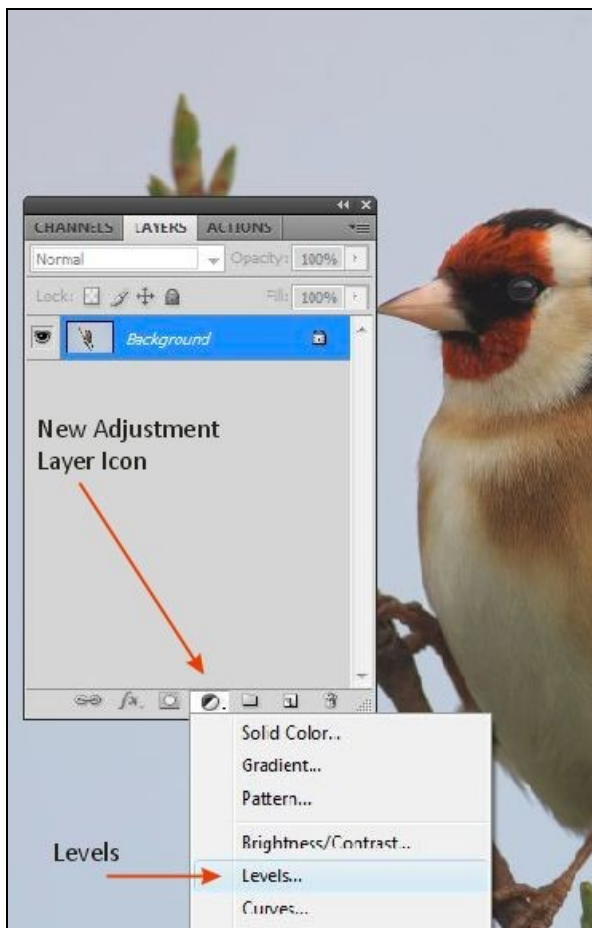 CHANNELS LAYERS ACTIONS
Normal Opacity: 100%
Lock: Fill: 100%
Background
New Adjustment
Layer Icon
fx.
Solid Color...
Gradient...
Pattern...
Brightness/Contrast...
Levels
Levels...
Curves...